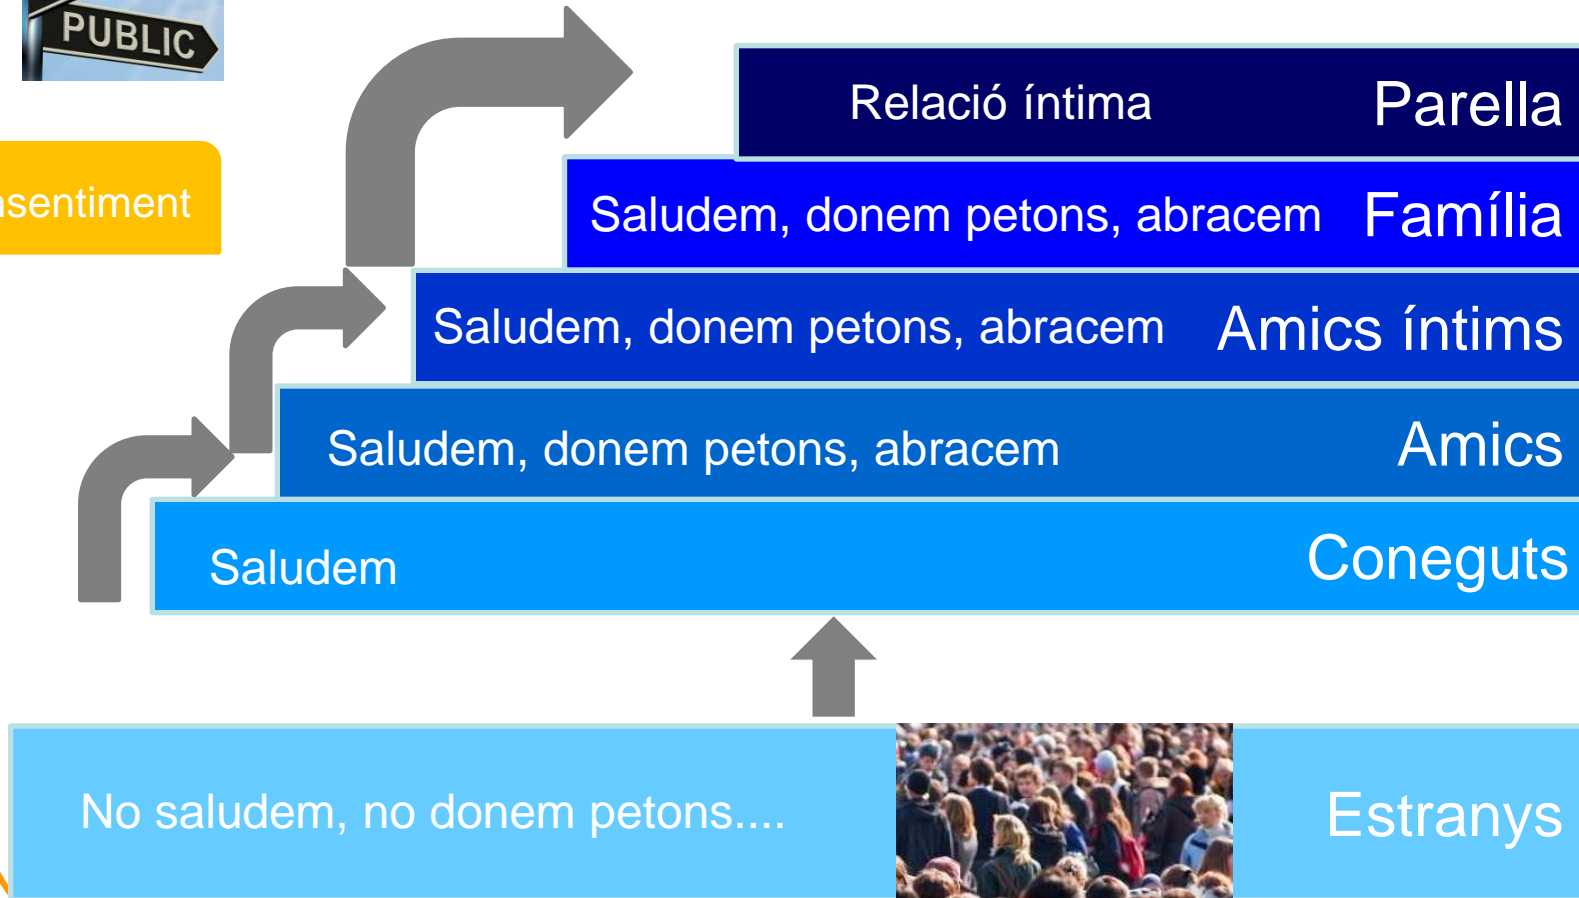 PUBLIC
Relació íntima Parella
nsentiment
Saludem, donem petons, abracem Família
Saludem, donem petons, abracem Amics íntims
Saludem, donem petons, abracem Amics
Saludem Coneguts
No saludem, no donem petons.... Estranys